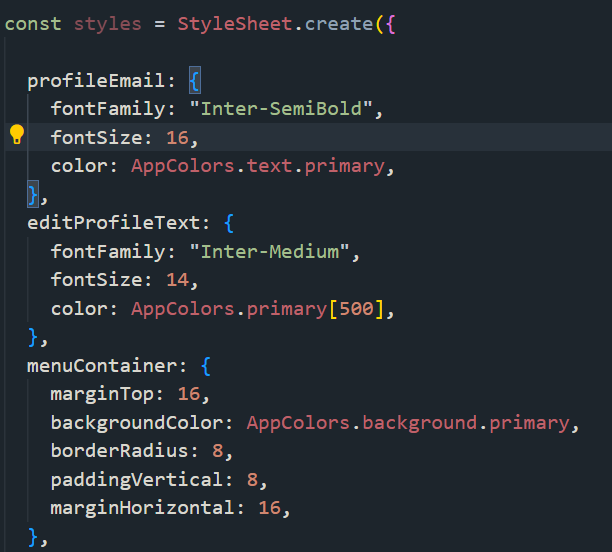 const styles = StyleSheet.create({
profileEmail: {
fontFamily: "Inter-SemiBold",
fontSize: 16,
color: AppColors.text.primary,
},
editProfileText: {
fontFamily: "Inter-Medium",
fontSize: 14,
color: AppColors.primary[500],
},
menuContainer: {
marginTop: 16,
backgroundColor: AppColors.background.primary,
borderRadius: 8,
paddingVertical: 8,
marginHorizontal: 16,
},